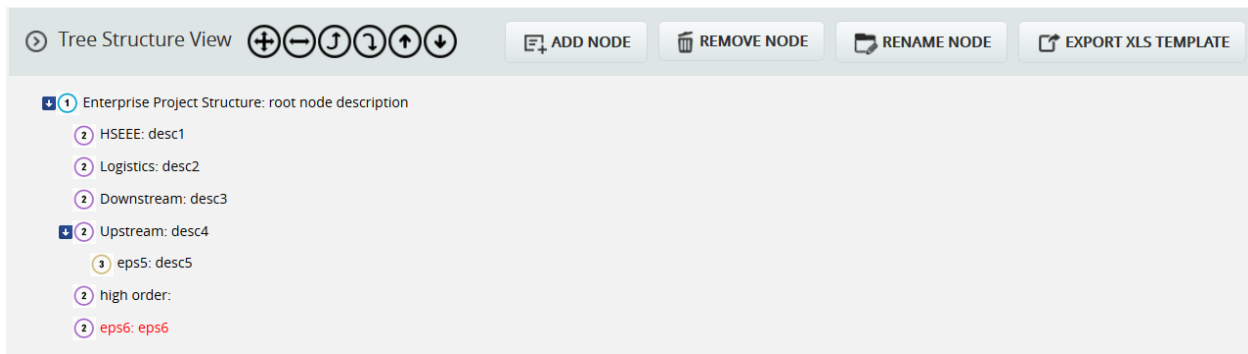 Tree Structure View ADD NODE REMOVE NODE RENAME NODE EXPORT XLS TEMPLATE
1 Enterprise Project Structure: root node description
2 HSEEE: desc1
2 Logistics: desc2
2 Downstream: desc3
2 Upstream: desc4
3 eps5: desc5
2 high order:
2 eps6: eps6